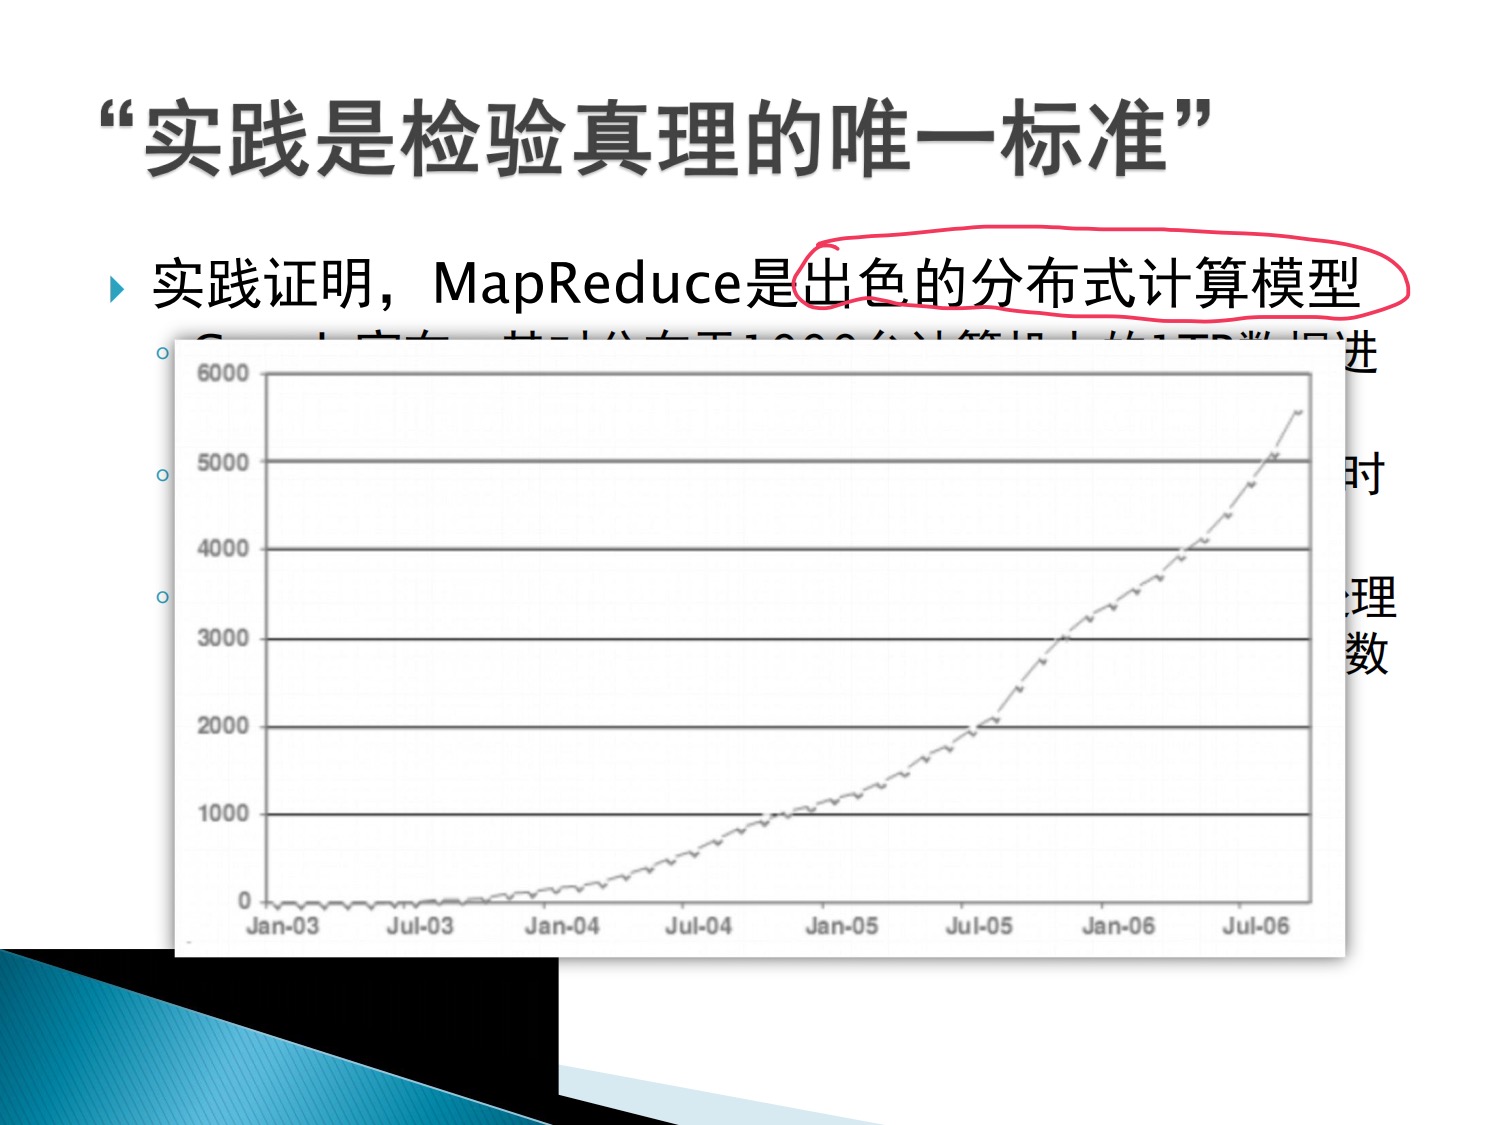 “实践是检验真理的唯一标准”
实践证明，MapReduce是出色的分布式计算模型
进
时
理
数
6000
5000
4000
3000
2000
1000
0
Jan-03 Jul-03 Jan-04 Jul-04 Jan-05 Jul-05 Jan-06 Jul-06